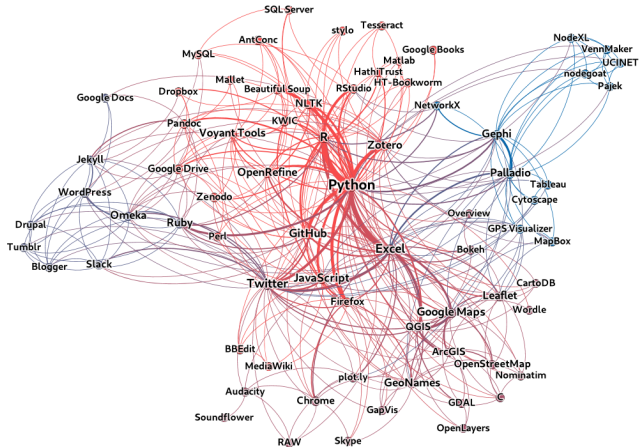 SQL Server
stylo
Tesseract
AntConc
NodeXL
VennMaker
MySQL
Google Books
Matlab
UCINET
HathiTrust
nodegoat
Mallet
HT-Bookworm
Pajek
Dropbox
Beautiful Soup
RStudio
Google Docs
NLTK
NetworkX
Pandoc
KWIC
Voyant Tools
R
Gephi
Zotero
Jekyll
Google Drive
OpenRefine
Palladio
Python
Tableau
WordPress
Zenodo
Cytoscape
Omeka
Overview
Drupal
Ruby
GPS Visualizer
Perl
GitHub
MapBox
Tumblr
Excel
Bokeh
Blogger
Slack
JavaScript
Twitter
CartoDB
Leaflet
Firefox
Wordle
Google Maps
QGIS
BBEdit
ArcGIS
MediaWiki
OpenStreetMap
plot.ly
Nominatim
GeoNames
Audacity
Chrome
C
GDAL
GapVis
Soundflower
OpenLayers
RAW
Skype